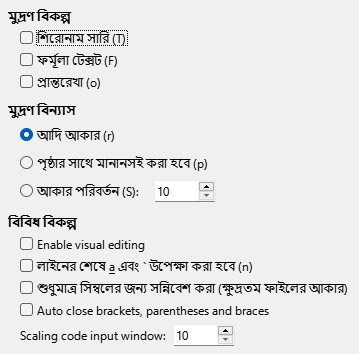 মুদ্রণ বিকল্প
শিরোনাম সারি (T)
ফর্মূলা টেক্সট (F)
প্রান্তরেখা (o)
মুদ্রণ বিন্যাস
আদি আকার (r)
পৃষ্ঠার সাথে মানানসই করা হবে (p)
আকার পরিবর্তন (S): 10
বিবিধ বিকল্প
Enable visual editing
লাইনের শেষে a এবং ` উপেক্ষা করা হবে (n)
শুধুমাত্র সিম্বলের জন্য সন্নিবেশ করা (ক্ষুদ্রতম ফাইলের আকার)
Auto close brackets, parentheses and braces
Scaling code input window: 10